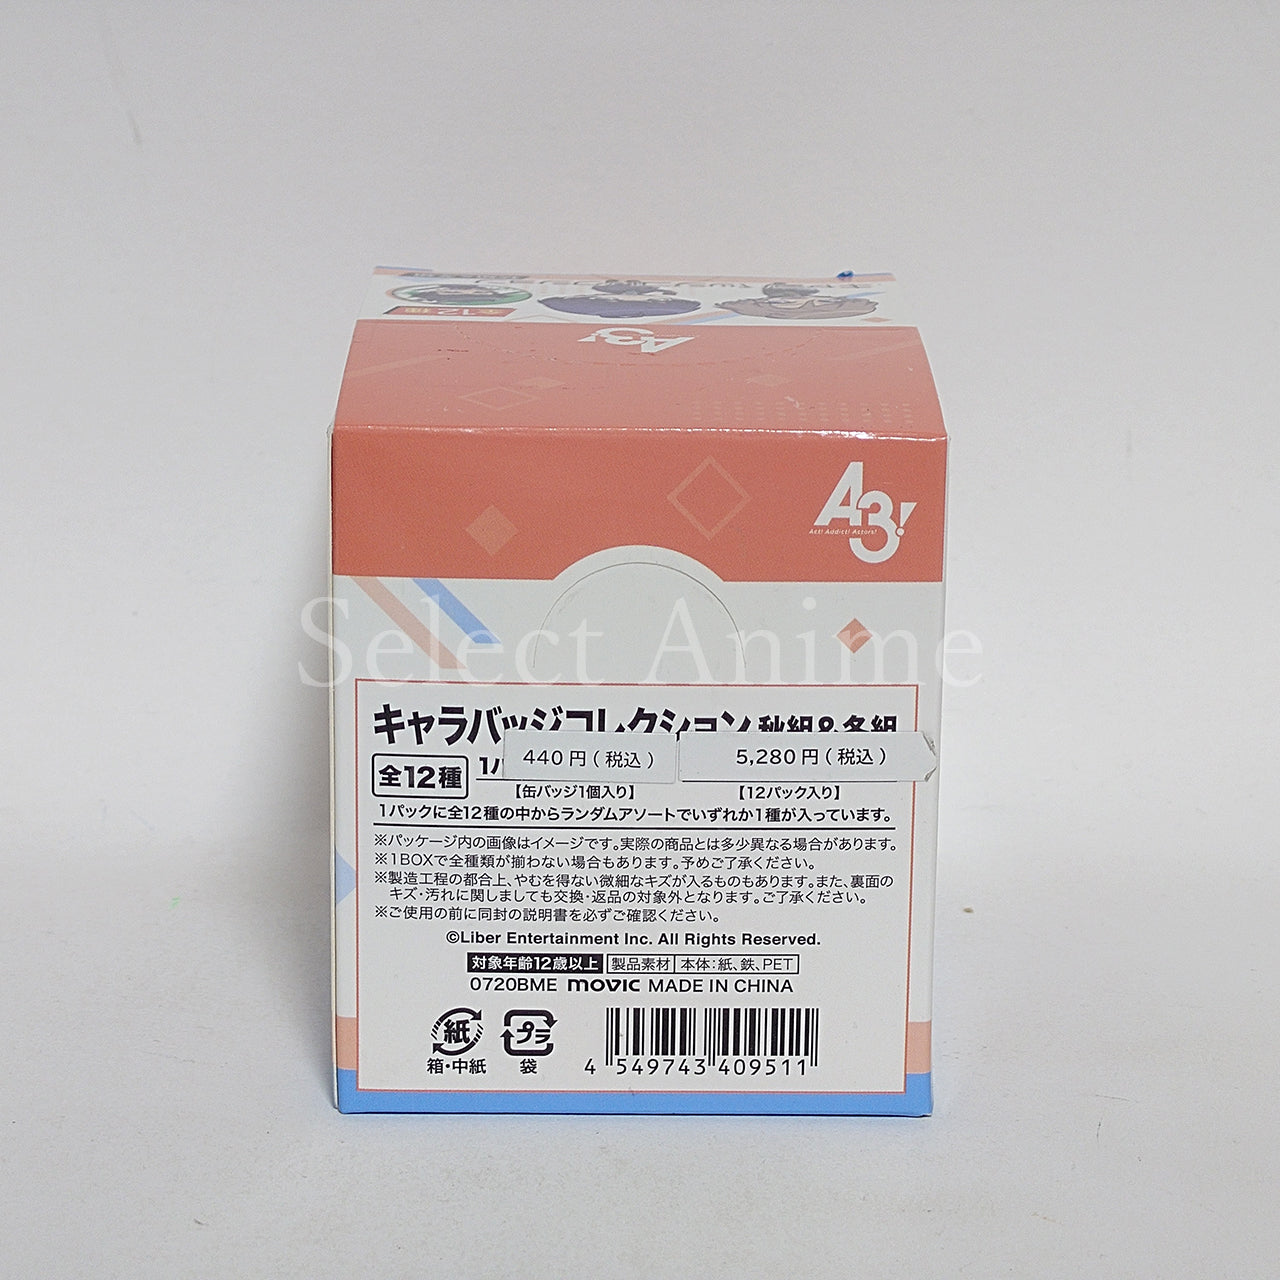 全12種
A3!
A3!
Act! Addict! Actors!
Select Anime
キャラバッジコレクション 秋組&冬組
全12種
440円(税込)
5,280円(税込)
【缶バッジ1個入り】
【12パック入り】
1パックに全12種の中からランダムアソートでいずれか1種が入っています。
※パッケージ内の画像はイメージです。実際の商品とは多少異なる場合があります。
※1BOXで全種類が揃わない場合もあります。予めご了承ください。
※製造工程の都合上、やむを得ない微細なキズが入るものもあります。また、裏面の
キズ・汚れに関しましても交換・返品の対象外となります。ご了承ください。
※ご使用の前に同封の説明書を必ずご確認ください。
©Liber Entertainment Inc. All Rights Reserved.
対象年齢12歳以上 製品素材 本体：紙、鉄、PET
0720BME movic MADE IN CHINA
紙 プラ
箱・中紙 袋
4 549743 409511